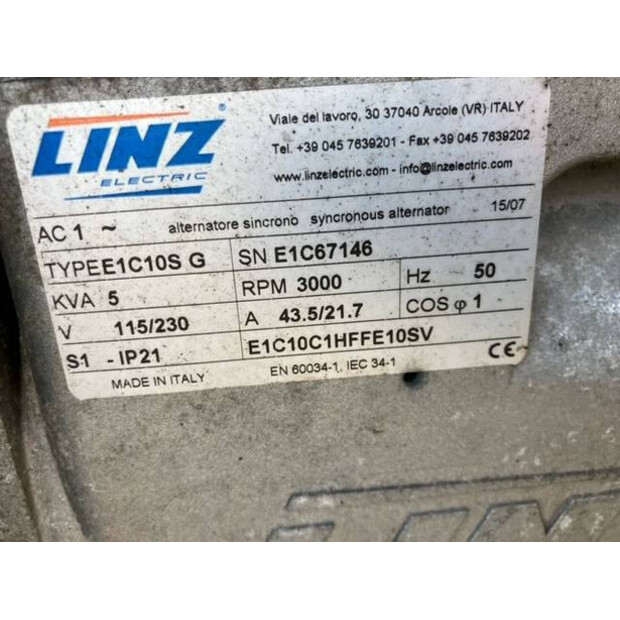 LINZ
ELECTRIC
Viale del lavoro, 30 37040 Arcole (VR) ITALY
Tel. +39 045 7639201 - Fax +39 045 7639202
www.linzelectric.com - info@linzelectric.com
AC 1 ~ alternatore sincrono syncronous alternator 15/07
TYPE E1C10S G SN E1C67146
KVA 5 RPM 3000 Hz 50
V 115/230 A 43.5/21.7 COS φ 1
S1 - IP21 E1C10C1HFFE10SV
MADE IN ITALY EN 60034-1, IEC 34-1 CE